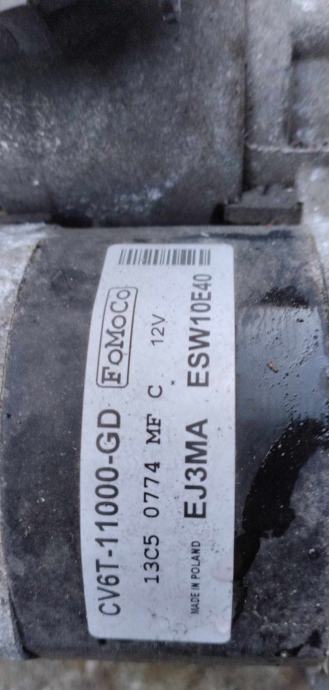 CV6T-11000-GD FoMoCo
13C5 0774 MF C 12V
EJ3MA ESW10E40
MADE IN POLAND